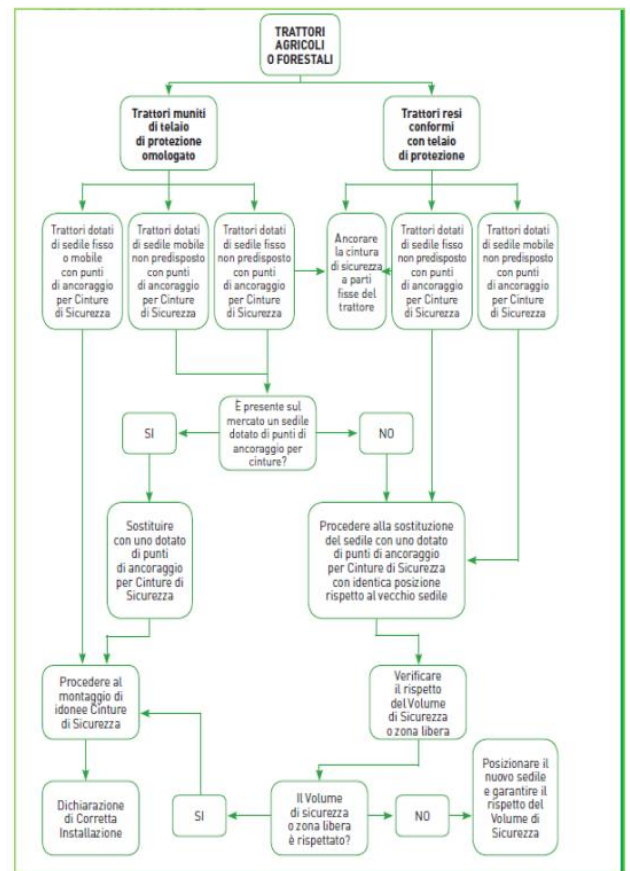 TRATTORI
AGRICOLI
O FORESTALI
Trattori muniti
di telaio
di protezione
omologato
Trattori resi
conformi
con telaio
di protezione
Trattori dotati
di sedile fisso
o mobile
con punti
di ancoraggio
per Cinture
di Sicurezza
Trattori dotati
di sedile mobile
non predisposto
con punti
di ancoraggio
per Cinture
di Sicurezza
Trattori dotati
di sedile fisso
non predisposto
con punti
di ancoraggio
per Cinture
di Sicurezza
Ancorare
la cintura
di sicurezza
a parti
fisse del
trattore
Trattori dotati
di sedile fisso
non predisposto
con punti
di ancoraggio
per Cinture
di Sicurezza
Trattori dotati
di sedile mobile
non predisposto
con punti
di ancoraggio
per Cinture
di Sicurezza
È presente sul
mercato un sedile
dotato di punti di
ancoraggio per
cinture?
SI
NO
Sostituire
con uno dotato
di punti
di ancoraggio
per Cinture di
Sicurezza
Procedere alla sostituzione
del sedile con uno dotato
di punti di ancoraggio
per Cinture di Sicurezza
con identica posizione
rispetto al vecchio sedile
Procedere al
montaggio di
idonee Cinture
di Sicurezza
Verificare
il rispetto
del Volume
di Sicurezza
o zona libera
Dichiarazione
di Corretta
Installazione
SI
Il Volume
di sicurezza
o zona libera
è rispettato?
NO
Posizionare il
nuovo sedile
e garantire il
rispetto del
Volume di
Sicurezza